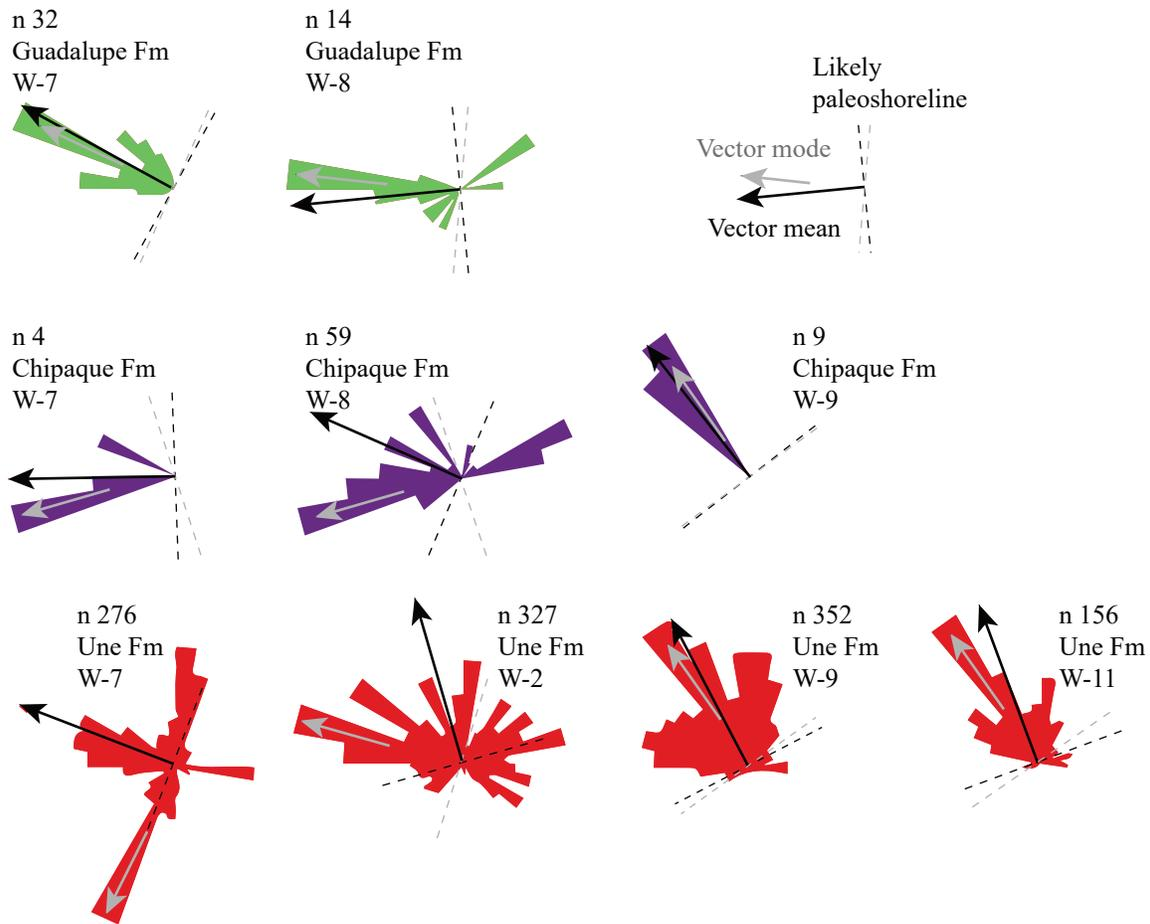 n 32
Guadalupe Fm
W-7
n 14
Guadalupe Fm
W-8
Likely
paleoshoreline
Vector mode
Vector mean
n 4
Chipaque Fm
W-7
n 59
Chipaque Fm
W-8
n 9
Chipaque Fm
W-9
n 276
Une Fm
W-7
n 327
Une Fm
W-2
n 352
Une Fm
W-9
n 156
Une Fm
W-11